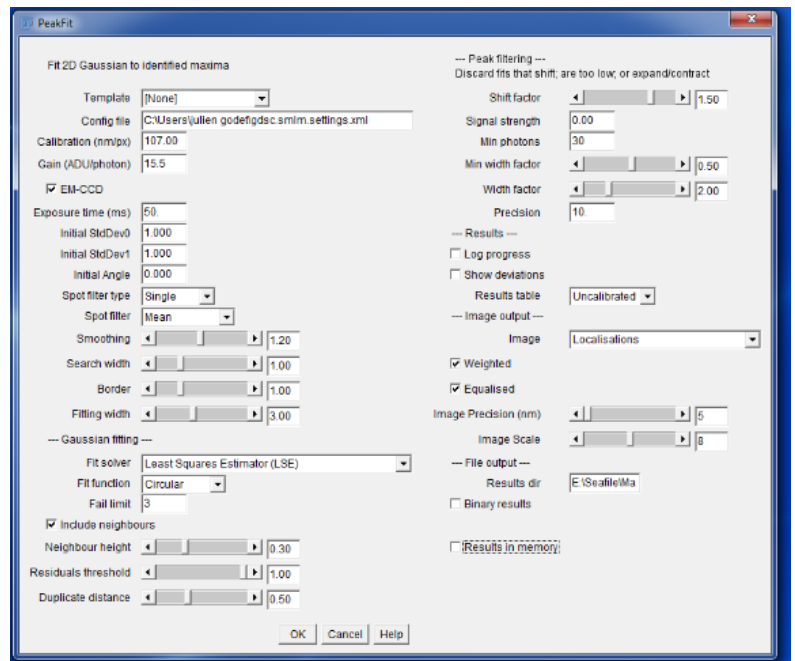 PeakFit
Fit 2D Gaussian to identified maxima
Template [None]
Config file C:\Users\julien godef\gdsc.smlm.settings.xml
Calibration (nm/px) 107.00
Gain (ADU/photon) 15.5
EM-CCD
Exposure time (ms) 50.
Initial StdDev0 1.000
Initial StdDev1 1.000
Initial Angle 0.000
Spot filter type Single
Spot filter Mean
Smoothing 1.20
Search width 1.00
Border 1.00
Fitting width 3.00
--- Gaussian fitting ---
Fit solver Least Squares Estimator (LSE)
Fit function Circular
Fail limit 3
Include neighbours
Neighbour height 0.30
Residuals threshold 1.00
Duplicate distance 0.50
--- Peak filtering ---
Discard fits that shift; are too low; or expand/contract
Shift factor 1.50
Signal strength 0.00
Min photons 30
Min width factor 0.50
Width factor 2.00
Precision 10.
--- Results ---
Log progress
Show deviations
Results table Uncalibrated
--- Image output ---
Image Localisations
Weighted
Equalised
Image Precision (nm) 5
Image Scale 8
--- File output ---
Results dir E:\Seafile\Ma
Binary results
Results in memory
OK Cancel Help